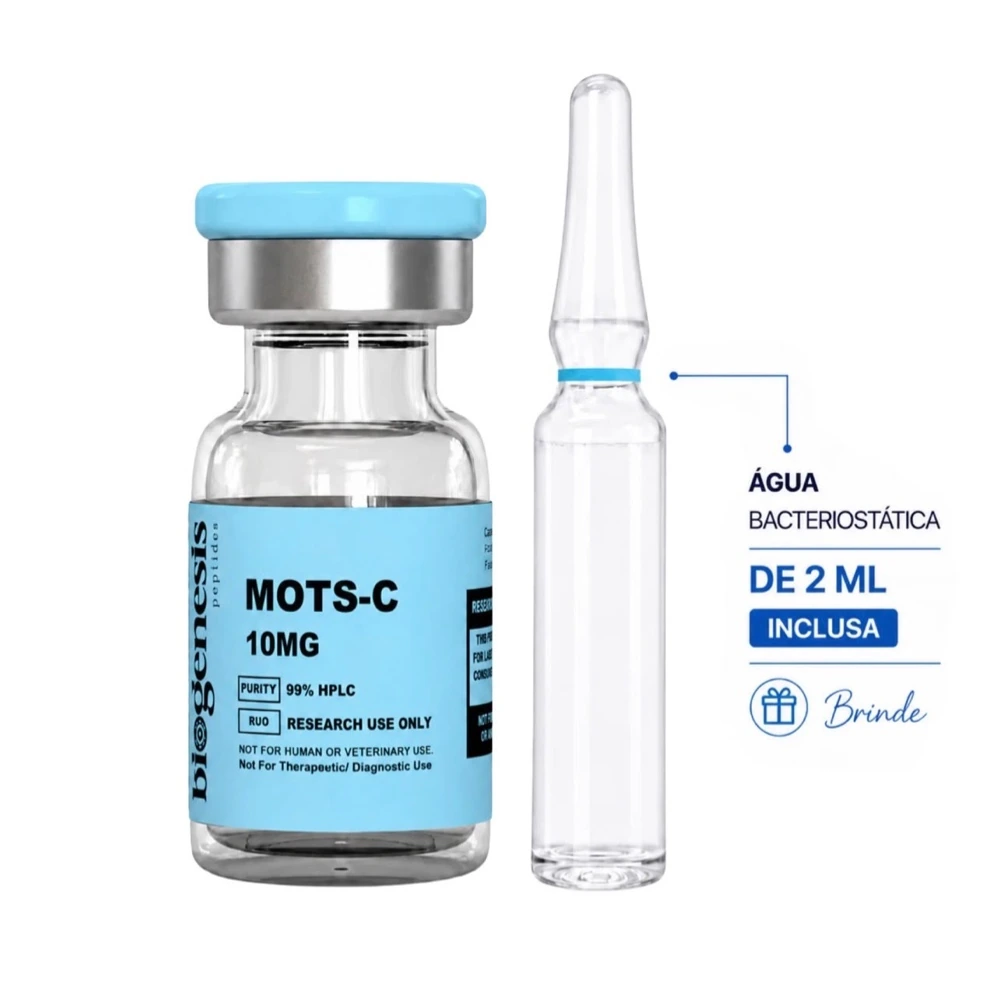 biogenesis
peptides
MOTS-C
10MG
PURITY 99% HPLC
RUO RESEARCH USE ONLY
NOT FOR HUMAN OR VETERINARY USE.
Not For Therapeutic/ Diagnostic Use
ÁGUA
BACTERIOSTÁTICA
DE 2 ML
INCLUSA
Brinde